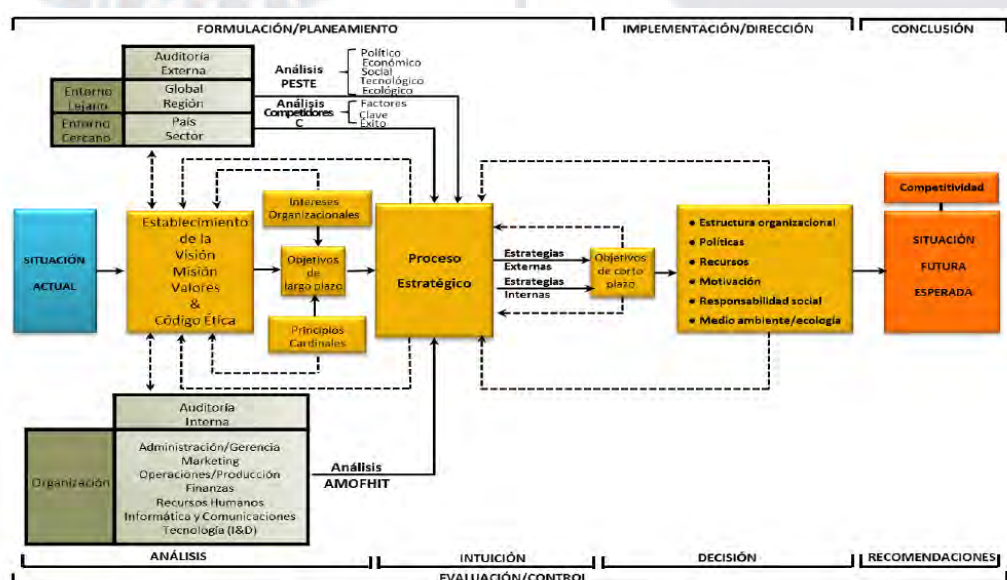 FORMULACIÓN/PLANEAMIENTO
IMPLEMENTACIÓN/DIRECCIÓN
CONCLUSIÓN
Auditoría
Externa
Entorno
Lejano
Global
Región
Entorno
Cercano
País
Sector
Análisis
PESTE
Político
Económico
Social
Tecnológico
Ecológico
Análisis
Competidores
C
Factores
Clave
Éxito
SITUACIÓN
ACTUAL
Establecimiento
de la
Visión
Misión
Valores
&
Código Ética
Intereses
Organizacionales
Objetivos
de
largo plazo
Principios
Cardinales
Proceso
Estratégico
Estrategias
Externas
Estrategias
Internas
Objetivos
de corto
plazo
• Estructura organizacional
• Políticas
• Recursos
• Motivación
• Responsabilidad social
• Medio ambiente/ecología
Competitividad
SITUACIÓN
FUTURA
ESPERADA
Auditoría
Interna
Organización
Administración/Gerencia
Marketing
Operaciones/Producción
Finanzas
Recursos Humanos
Informática y Comunicaciones
Tecnología (I&D)
Análisis
AMOFHIT
ANÁLISIS
INTUICIÓN
DECISIÓN
RECOMENDACIONES
EVALUACIÓN/CONTROL